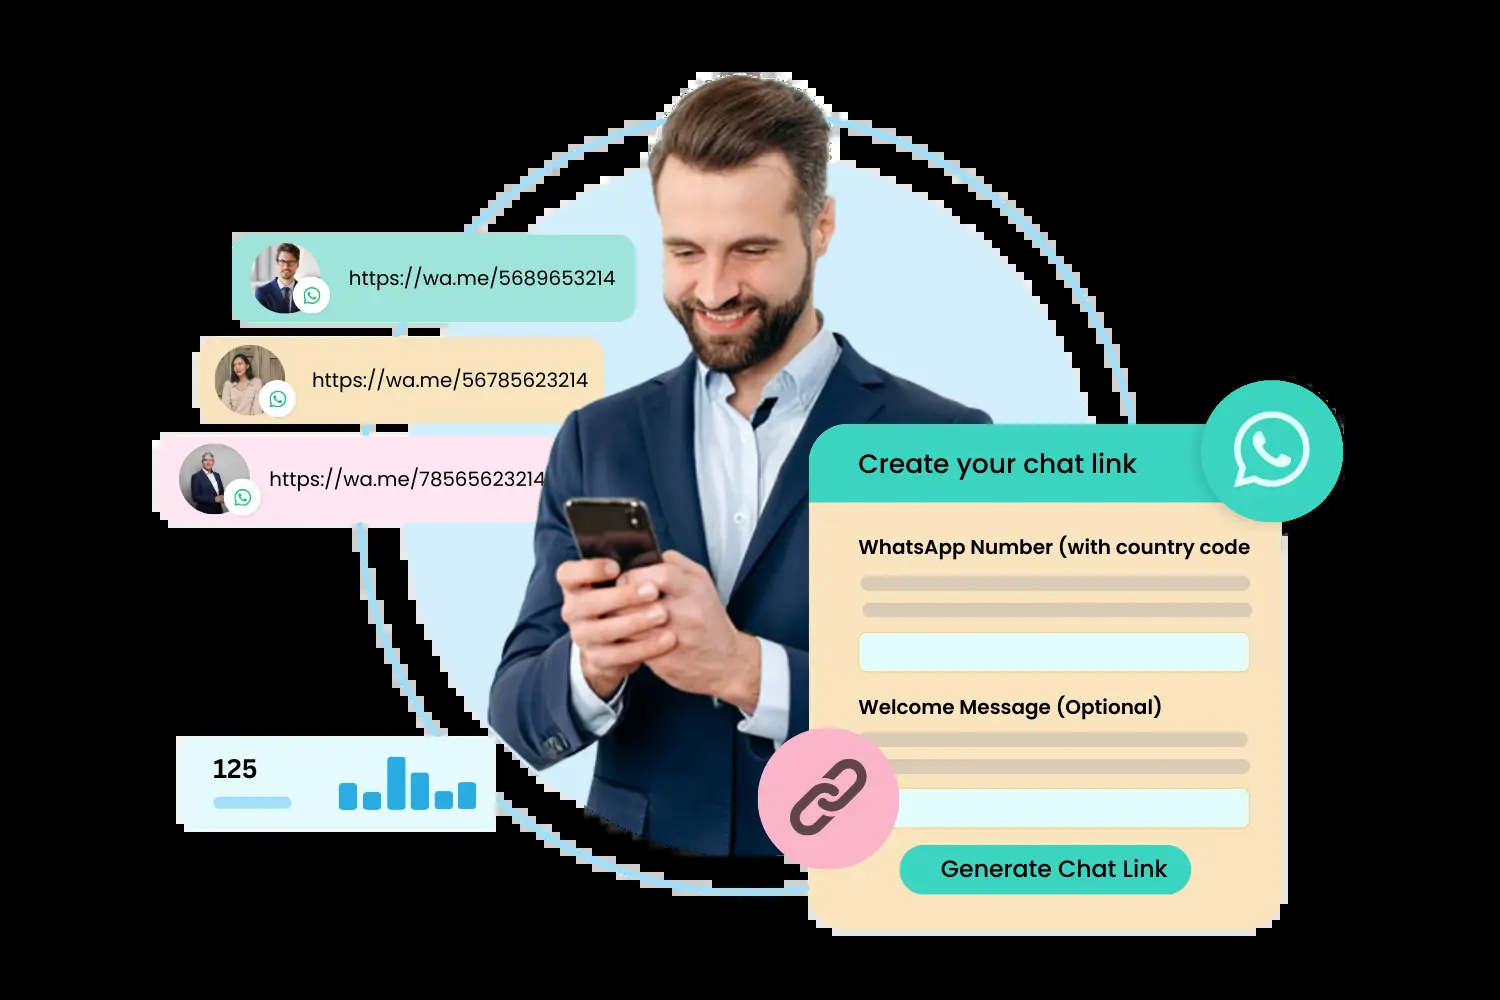 https://wa.me/5689653214
https://wa.me/56785623214
https://wa.me/78565623214
Create your chat link
WhatsApp Number (with country code
Welcome Message (Optional)
Generate Chat Link
125